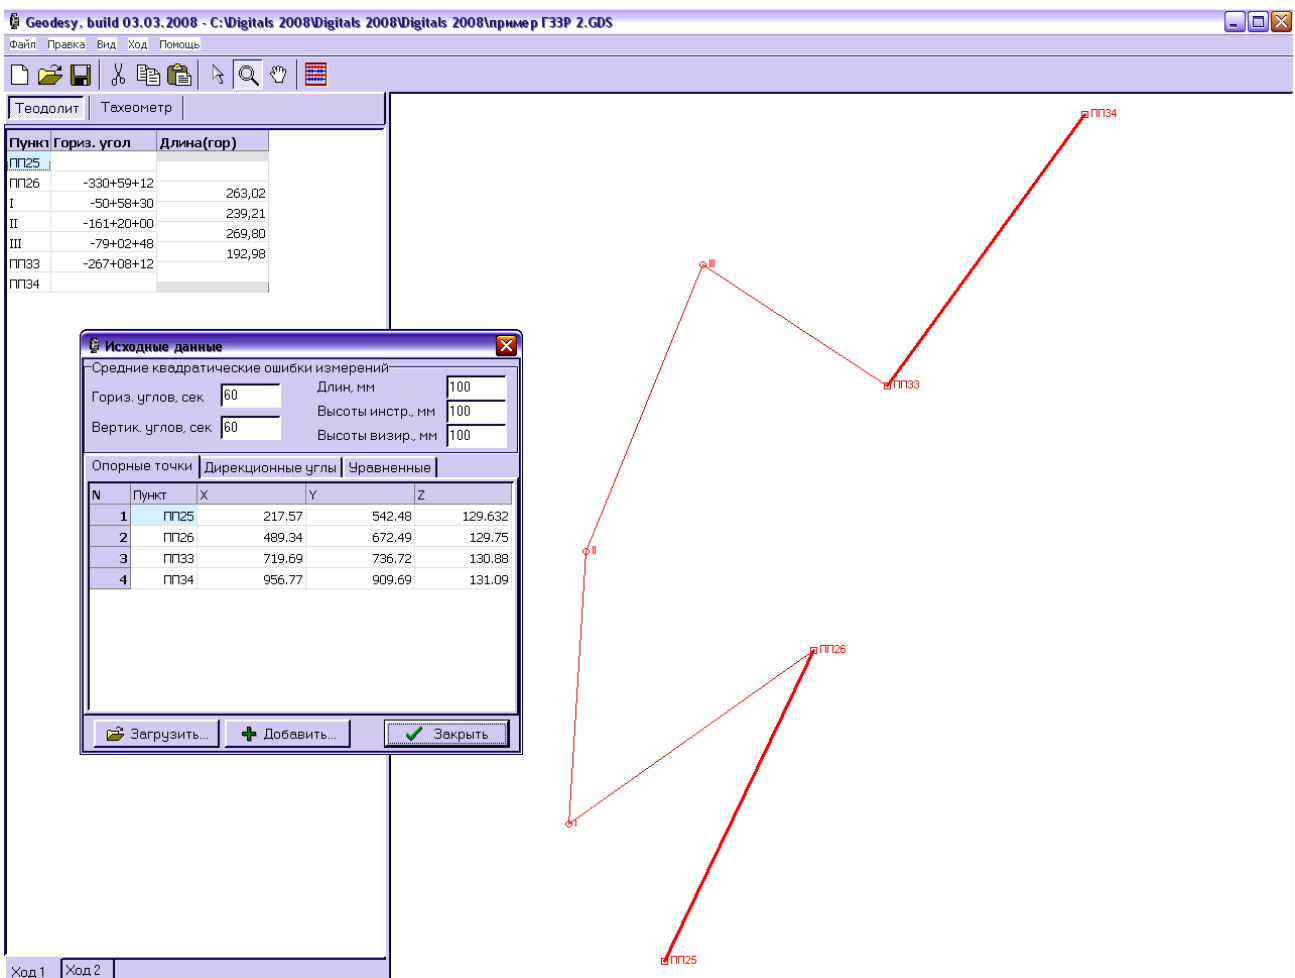 Geodesy, build 03.03.2008 - C:\Digitals 2008\Digitals 2008\Digitals 2008\пример ГЗЗР 2.GDS
Файл Правка Вид Ход Помощь
Теодолит Тахеометр
Пункт Гориз. угол Длина(гор)
ПП25
ПП26 -330+59+12
263,02
I -50+58+30
239,21
II -161+20+00
269,80
III -79+02+48
192,98
ПП33 -267+08+12
ПП34
Исходные данные
Средние квадратические ошибки измерений
Гориз. углов, сек 60
Вертик. углов, сек 60
Длин, мм 100
Высоты инстр., мм 100
Высоты визир., мм 100
Опорные точки Дирекционные углы Уравненные
N Пункт X Y Z
1 ПП25 217.57 542.48 129.632
2 ПП26 489.34 672.49 129.75
3 ПП33 719.69 736.72 130.88
4 ПП34 956.77 909.69 131.09
Загрузить... Добавить... Закрыть
ПП34
III
ПП33
II
ПП26
I
ПП25
Ход 1 Ход 2